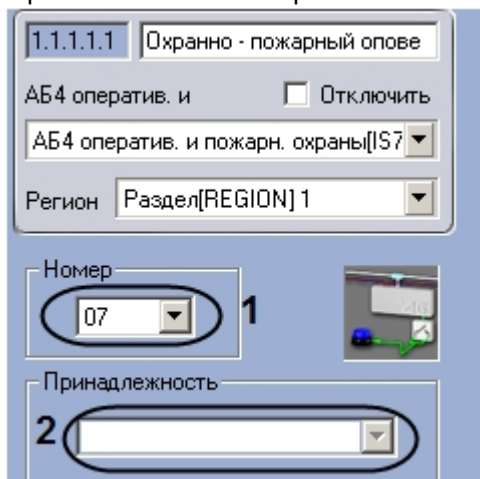 1.1.1.1.1 Охранно - пожарный опове
АБ4 оператив. и Отключить
АБ4 оператив. и пожарн. охраны[IS7
Регион Раздел[REGION] 1
Номер
07 1
Принадлежность
2